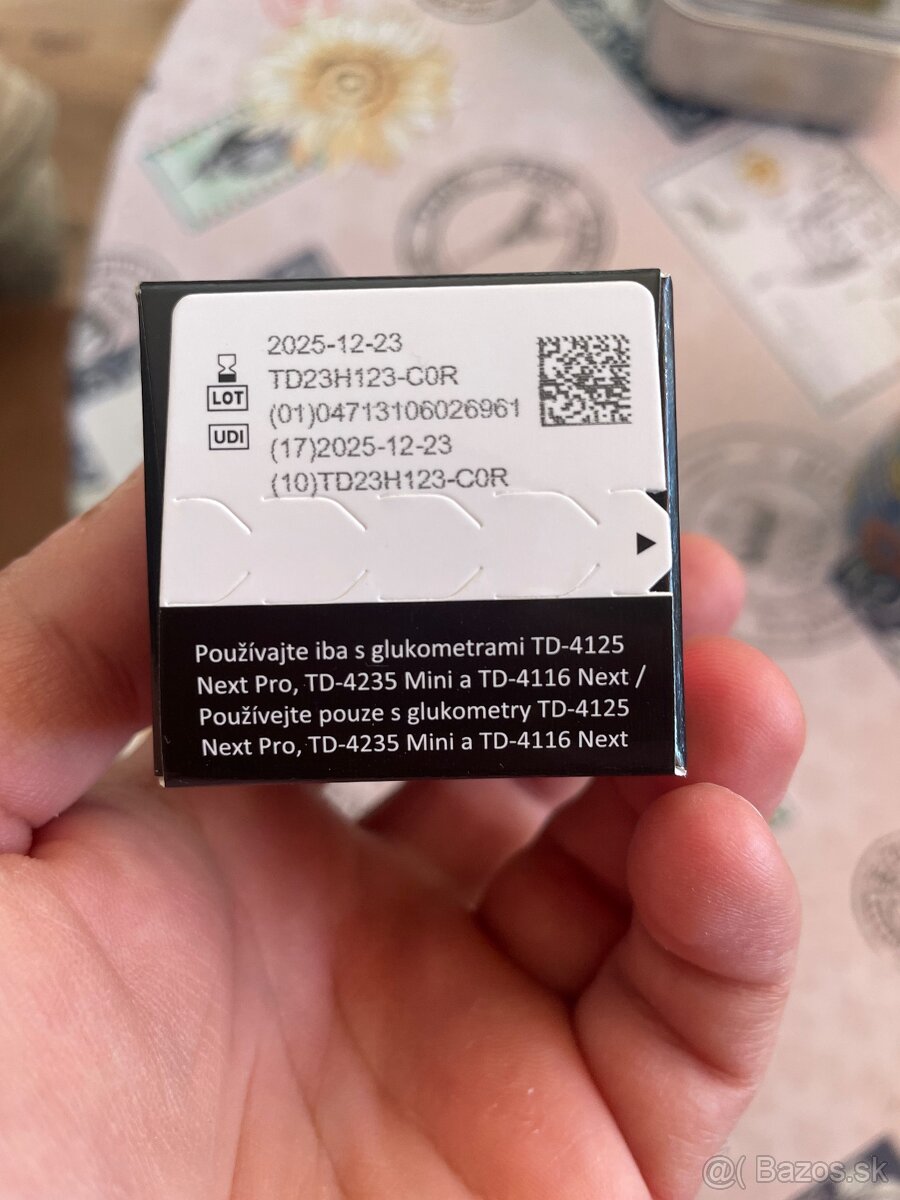 2025-12-23
LOT TD23H123-C0R
UDI (01)04713106026961
(17)2025-12-23
(10)TD23H123-C0R
Používajte iba s glukometrami TD-4125
Next Pro, TD-4235 Mini a TD-4116 Next /
Používejte pouze s glukometry TD-4125
Next Pro, TD-4235 Mini a TD-4116 Next
@( Bazos.sk